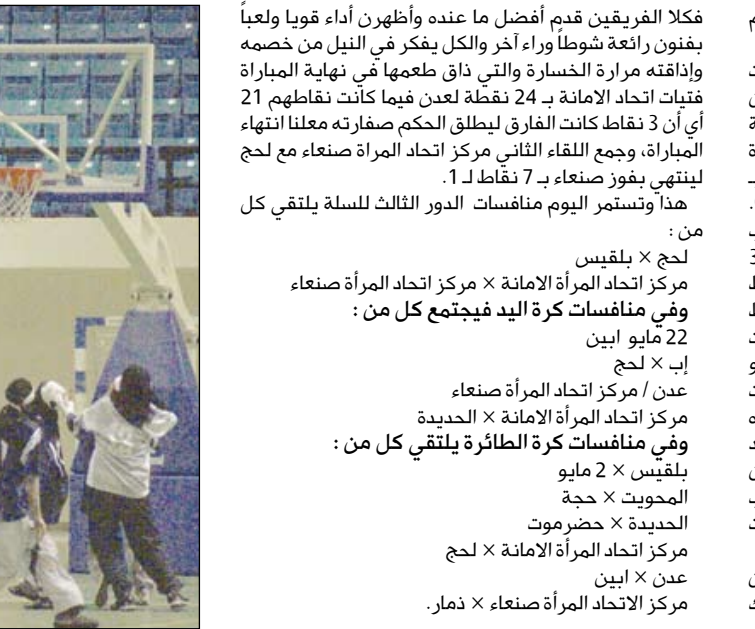 فكلا الفريقين قدم أفضل ما عنده وأظهرن أداء قويا ولعباً
بفنون رائعة شوطاً وراء آخر والكل يفكر في النيل من خصمه
وإذاقته مرارة الخسارة والتي ذاق طعمها في نهاية المباراة
فتيات اتحاد الامانة بـ 24 نقطة لعدن فيما كانت نقاطهم 21
أي أن 3 نقاط كانت الفارق ليطلق الحكم صفارته معلنا انتهاء
المباراة، وجمع اللقاء الثاني مركز اتحاد المراة صنعاء مع لحج
لينتهي بفوز صنعاء بـ 7 نقاط لـ 1.
هذا وتستمر اليوم منافسات الدور الثالث للسلة يلتقي كل
من :
لحج × بلقيس
مركز اتحاد المرأة الامانة × مركز اتحاد المرأة صنعاء
وفي منافسات كرة اليد فيجتمع كل من :
22 مايو ابين
إب × لحج
عدن / مركز اتحاد المرأة صنعاء
مركز اتحاد المرأة الامانة × الحديدة
وفي منافسات كرة الطائرة يلتقي كل من :
بلقيس × 2 مايو
المحويت × حجة
الحديدة × حضرموت
مركز اتحاد المرأة الامانة × لحج
عدن × ابين
مركز الاتحاد المرأة صنعاء × ذمار.